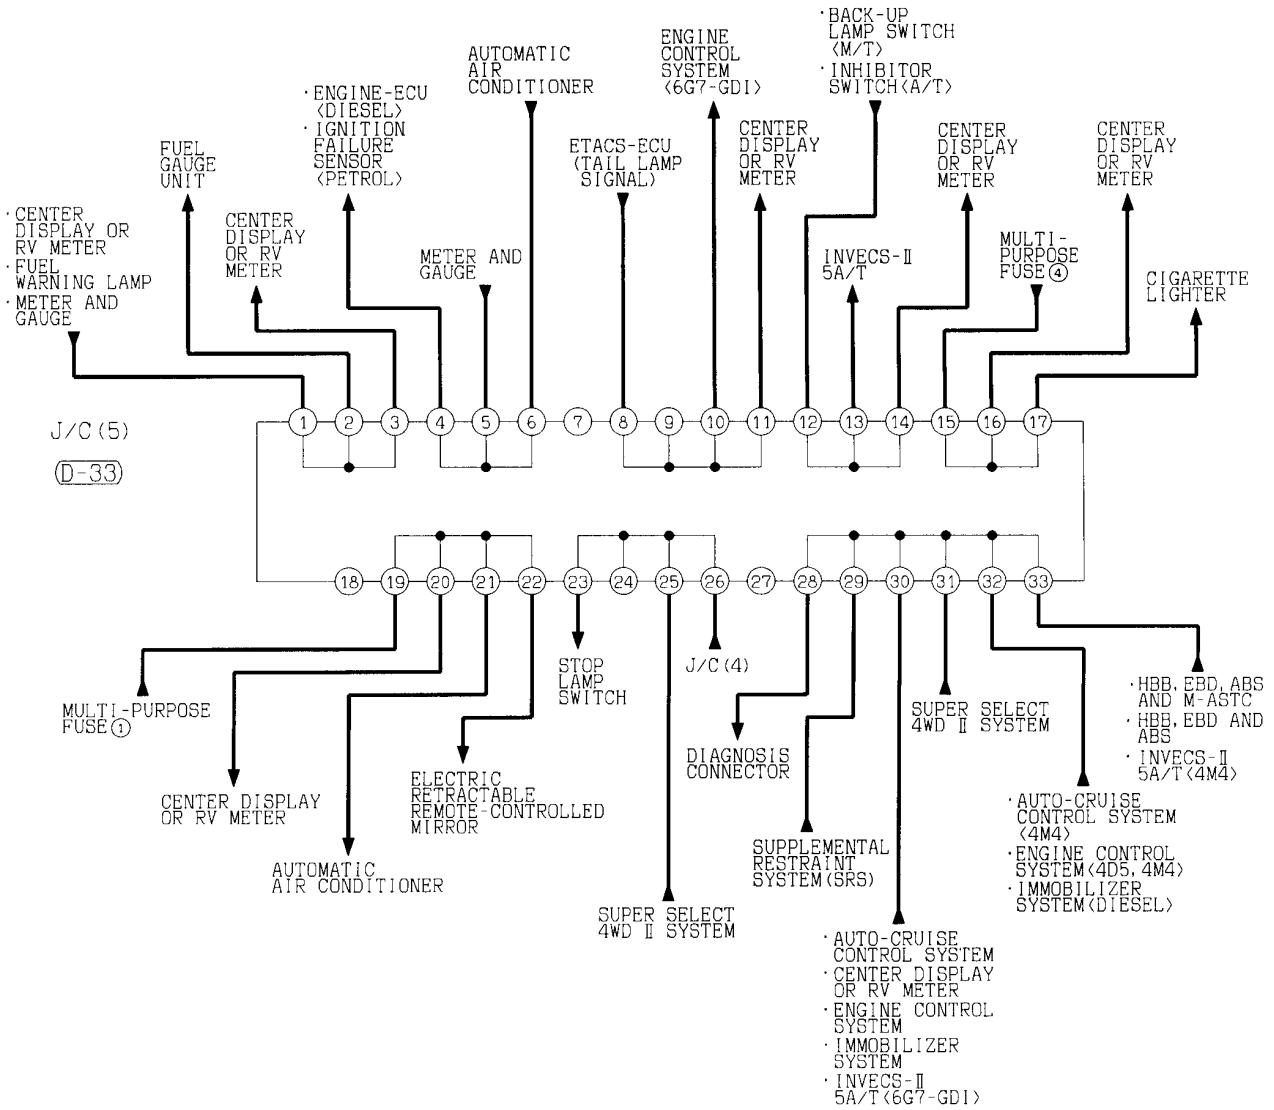 ·BACK-UP
LAMP SWITCH
<M/T>
·INHIBITOR
SWITCH<A/T>
ENGINE
CONTROL
SYSTEM
<6G7-GDI>
AUTOMATIC
AIR
CONDITIONER
·ENGINE-ECU
<DIESEL>
·IGNITION
FAILURE
SENSOR
<PETROL>
FUEL
GAUGE
UNIT
ETACS-ECU
(TAIL LAMP
SIGNAL)
CENTER
DISPLAY
OR RV
METER
CENTER
DISPLAY
OR RV
METER
CENTER
DISPLAY
OR RV
METER
·CENTER
DISPLAY OR
RV METER
·FUEL
WARNING LAMP
·METER AND
GAUGE
CENTER
DISPLAY
OR RV
METER
METER AND
GAUGE
INVECS-Ⅱ
5A/T
MULTI-
PURPOSE
FUSE④
CIGARETTE
LIGHTER
J/C(5)
D-33
1 2 3 4 5 6 7 8 9 10 11 12 13 14 15 16 17
18 19 20 21 22 23 24 25 26 27 28 29 30 31 32 33
MULTI-PURPOSE
FUSE①
CENTER DISPLAY
OR RV METER
AUTOMATIC
AIR CONDITIONER
ELECTRIC
RETRACTABLE
REMOTE-CONTROLLED
MIRROR
STOP
LAMP
SWITCH
SUPER SELECT
4WD Ⅱ SYSTEM
J/C(4)
DIAGNOSIS
CONNECTOR
SUPPLEMENTAL
RESTRAINT
SYSTEM(SRS)
·AUTO-CRUISE
CONTROL SYSTEM
·CENTER DISPLAY
OR RV METER
·ENGINE CONTROL
SYSTEM
·IMMOBILIZER
SYSTEM
·INVECS-Ⅱ
5A/T<6G7-GDI>
SUPER SELECT
4WD Ⅱ SYSTEM
·AUTO-CRUISE
CONTROL SYSTEM
<4M4>
·ENGINE CONTROL
SYSTEM<4D5,4M4>
·IMMOBILIZER
SYSTEM<DIESEL>
·HBB,EBD,ABS
AND M-ASTC
·HBB,EBD AND
ABS
·INVECS-Ⅱ
5A/T<4M4>